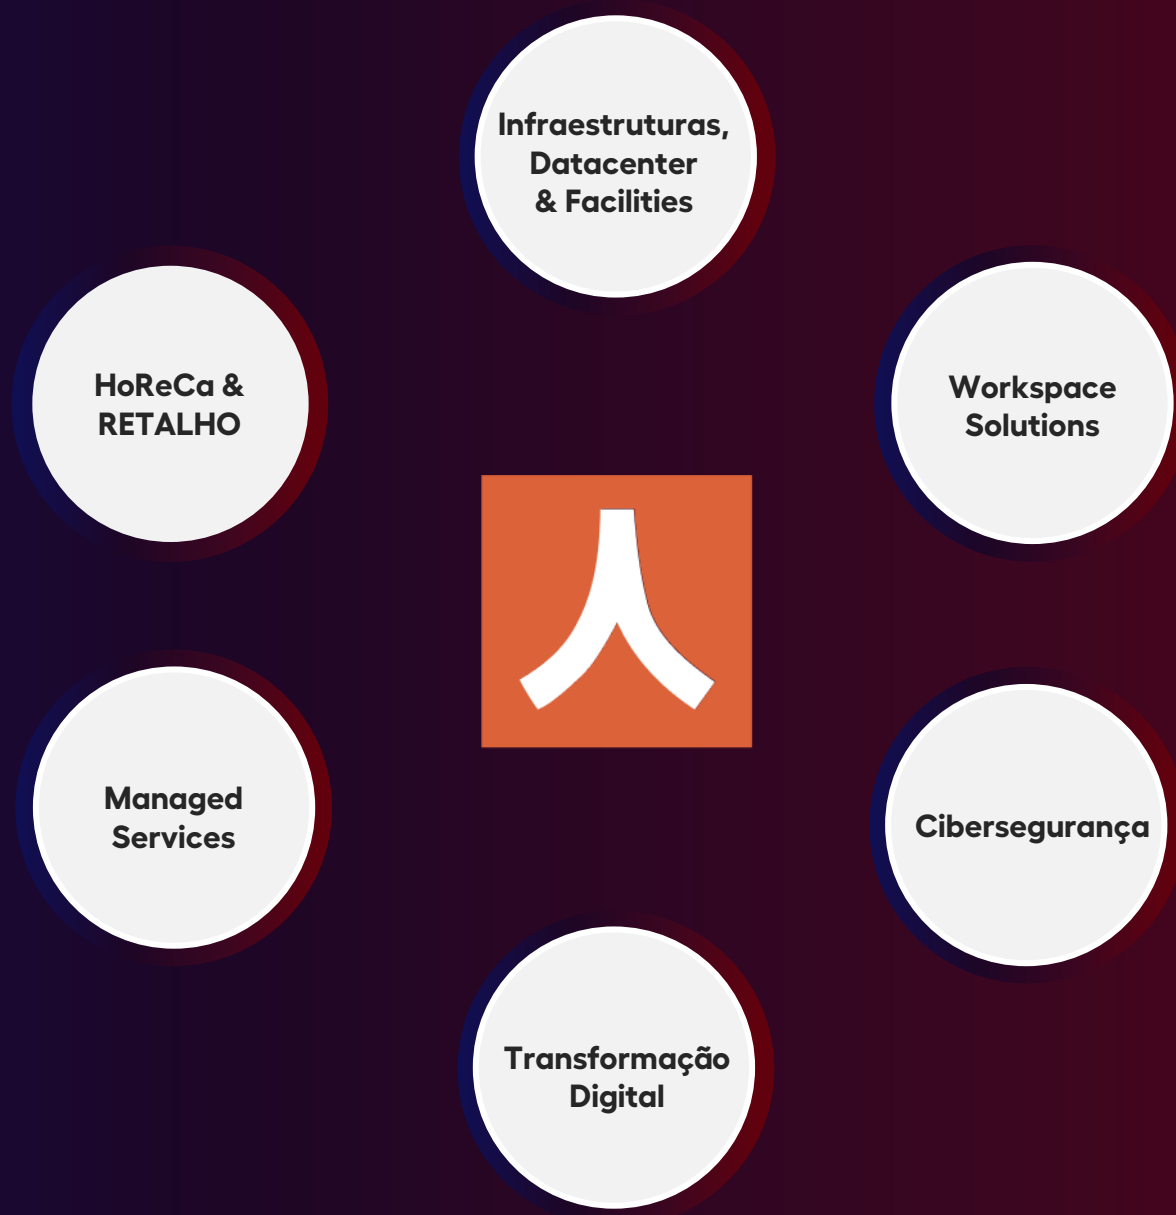 Infraestruturas,
Datacenter
& Facilities
HoReCa &
RETALHO
Workspace
Solutions
Managed
Services
Cibersegurança
Transformação
Digital